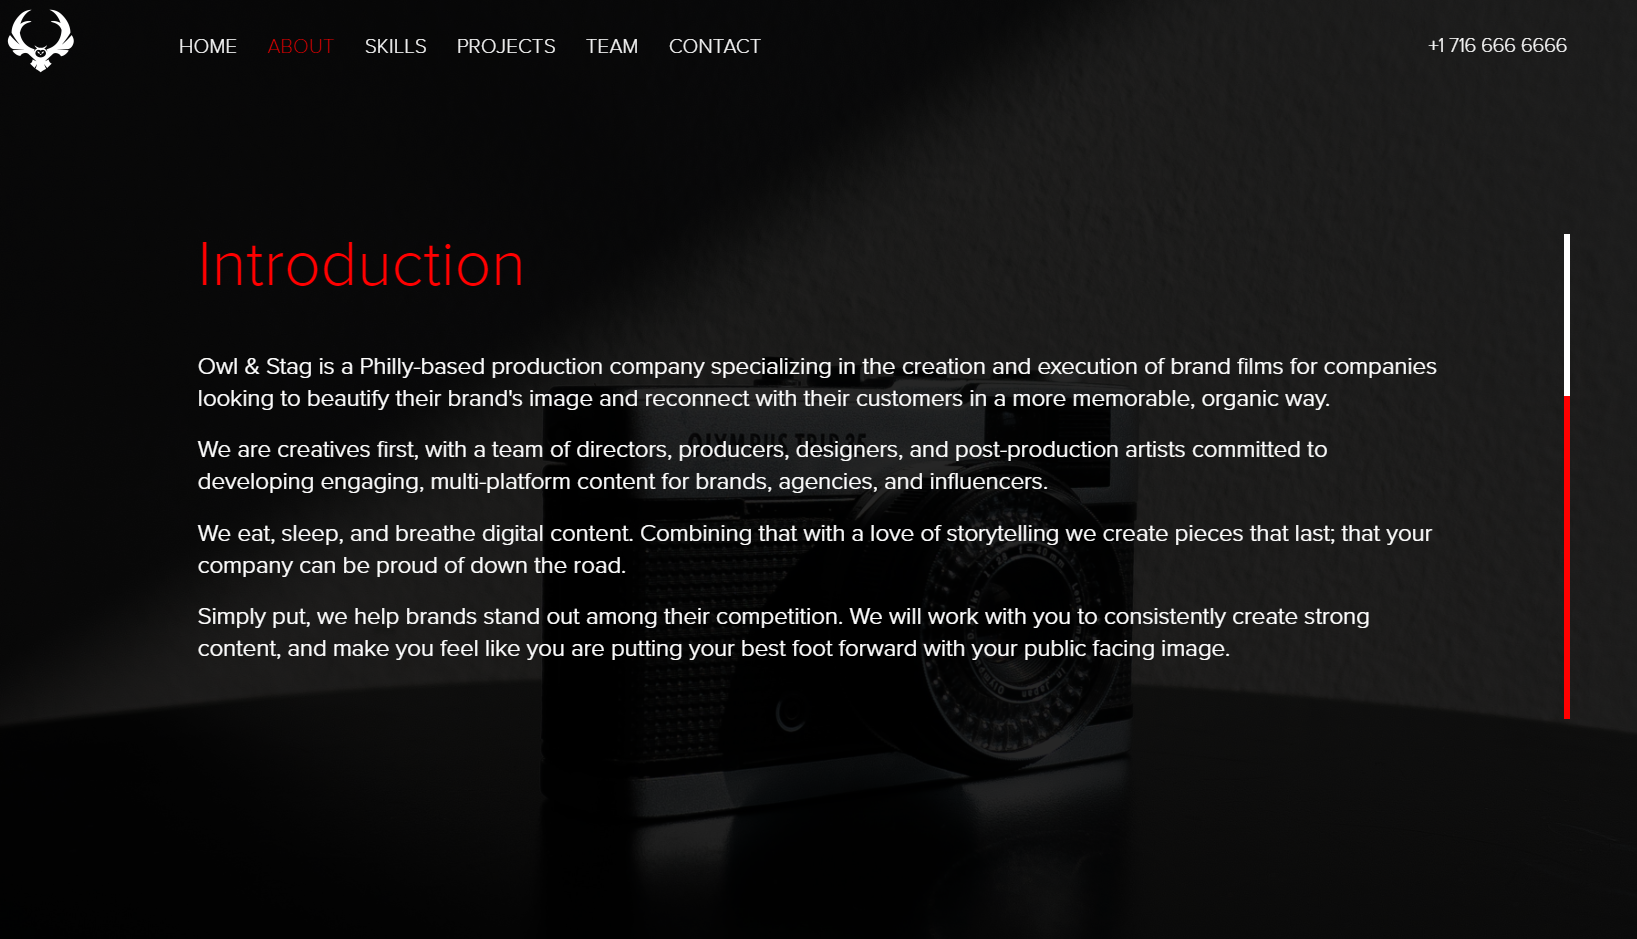 HOME ABOUT SKILLS PROJECTS TEAM CONTACT +1 716 666 6666
Introduction
Owl & Stag is a Philly-based production company specializing in the creation and execution of brand films for companies
looking to beautify their brand's image and reconnect with their customers in a more memorable, organic way.
OLYMPUS TRIP 35
We are creatives first, with a team of directors, producers, designers, and post-production artists committed to
developing engaging, multi-platform content for brands, agencies, and influencers.
We eat, sleep, and breathe digital content. Combining that with a love of storytelling we create pieces that last; that your
company can be proud of down the road.
Simply put, we help brands stand out among their competition. We will work with you to consistently create strong
content, and make you feel like you are putting your best foot forward with your public facing image.